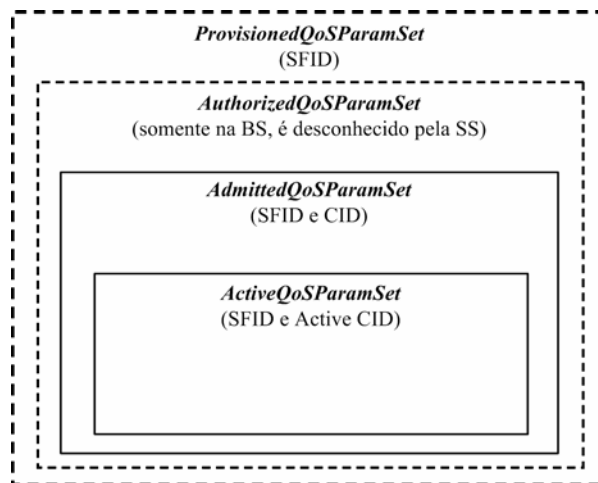 ProvisionedQoSParamSet
(SFID)
AuthorizedQoSParamSet
(somente na BS, é desconhecido pela SS)
AdmittedQoSParamSet
(SFID e CID)
ActiveQoSParamSet
(SFID e Active CID)